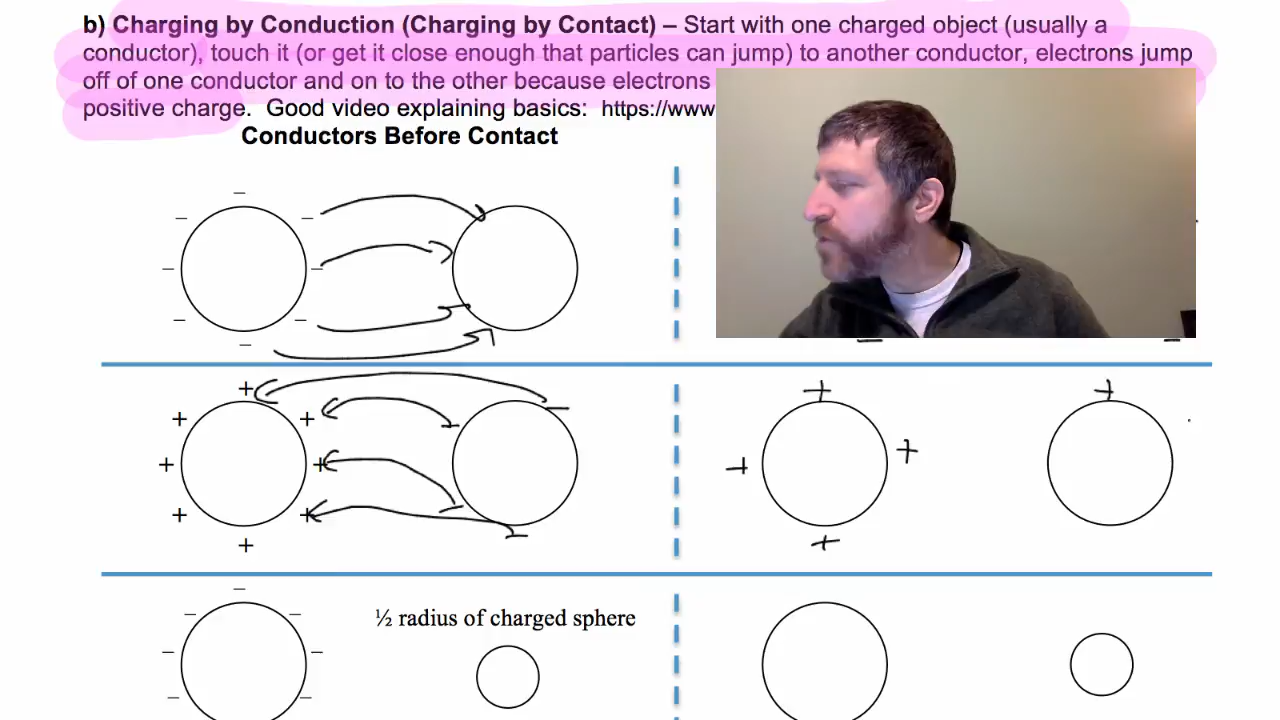 b) Charging by Conduction (Charging by Contact) – Start with one charged object (usually a
conductor), touch it (or get it close enough that particles can jump) to another conductor, electrons jump
off of one conductor and on to the other because electrons
positive charge. Good video explaining basics: https://www
Conductors Before Contact
– – – – – – – –
+ + + + + + + +
– – – –
+ + + +
+
½ radius of charged sphere
– – – – – – –